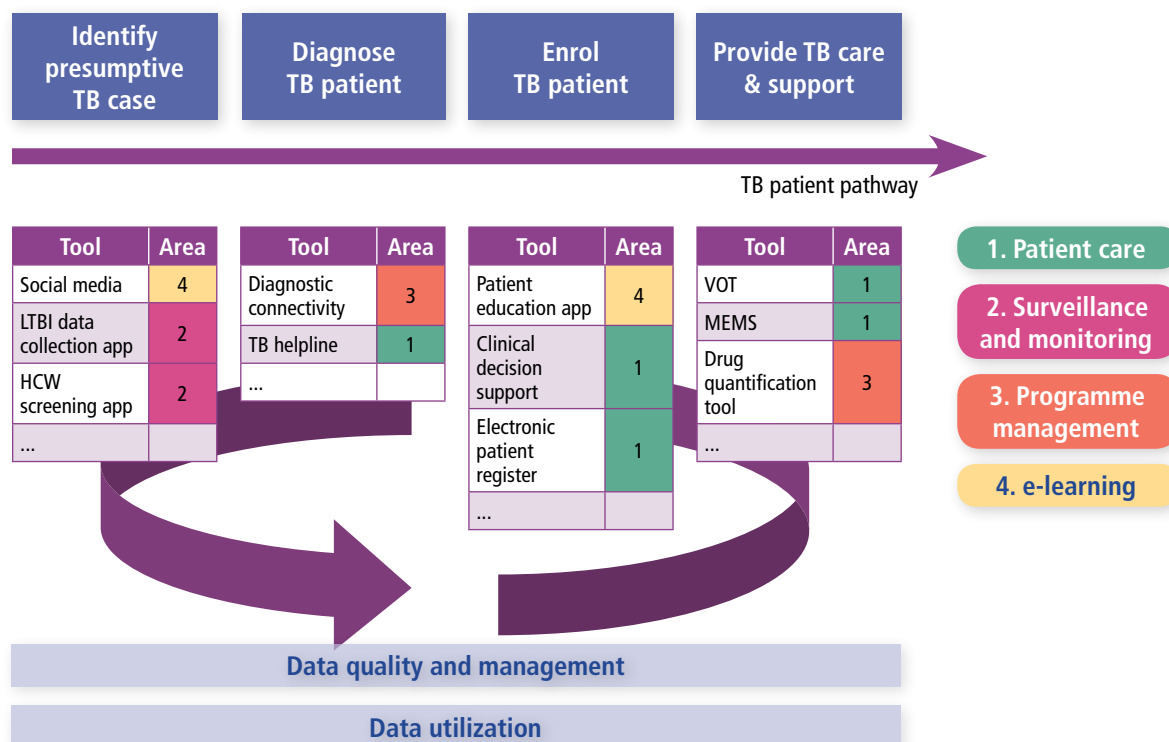 Identify
presumptive
TB case
Diagnose
TB patient
Enrol
TB patient
Provide TB care
& support
TB patient pathway
Tool Area
Social media 4
LTBI data
collection app 2
HCW
screening app 2
...
Tool Area
Diagnostic
connectivity 3
TB helpline 1
...
Tool Area
Patient
education app 4
Clinical
decision
support 1
Electronic
patient
register 1
...
Tool Area
VOT 1
MEMS 1
Drug
quantification
tool 3
...
1. Patient care
2. Surveillance
and monitoring
3. Programme
management
4. e-learning
Data quality and management
Data utilization